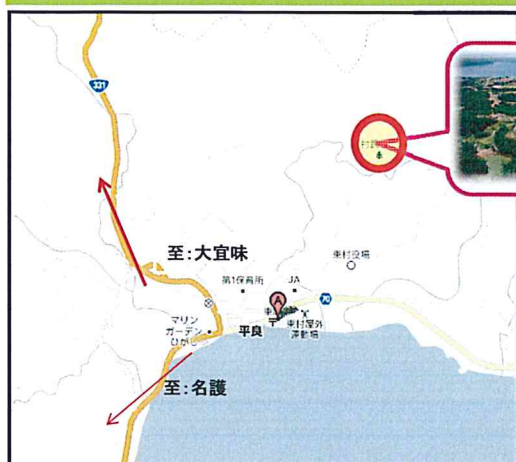 331
至:大宜味
東村役場
第1保育所
JA
A
70
マリン
ガーデン
ひがし
平良
東村屋外
運動場
至:名護